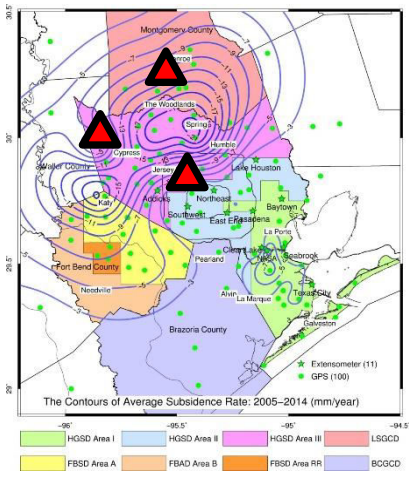 30.5
Montgomery County
nroe
The Woodlands
Spring
30
Cypress
Humble
Waller County
Jersey
Lake Houston
Katy
Addicks
Northeast
Baytown
Southwest
East End
Pasadena
La Porte
Clear Lake
Seabrook
NASA
29.5
Fort Bend County
Pearland
Needville
Alvin
La Marque
Texas City
Galveston
Brazoria County
Extensometer (11)
GPS (100)
29
The Contours of Average Subsidence Rate: 2005−2014 (mm/year)
−96 −95.5 −95 −94.5
HGSD Area I HGSD Area II HGSD Area III LSGCD
FBSD Area A FBAD Area B FBSD Area RR BCGCD